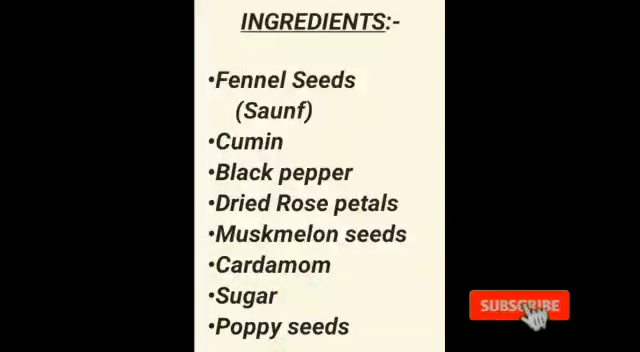 INGREDIENTS:-
•Fennel Seeds
(Saunf)
•Cumin
•Black pepper
•Dried Rose petals
•Muskmelon seeds
•Cardamom
•Sugar
•Poppy seeds
SUBSCRIBE